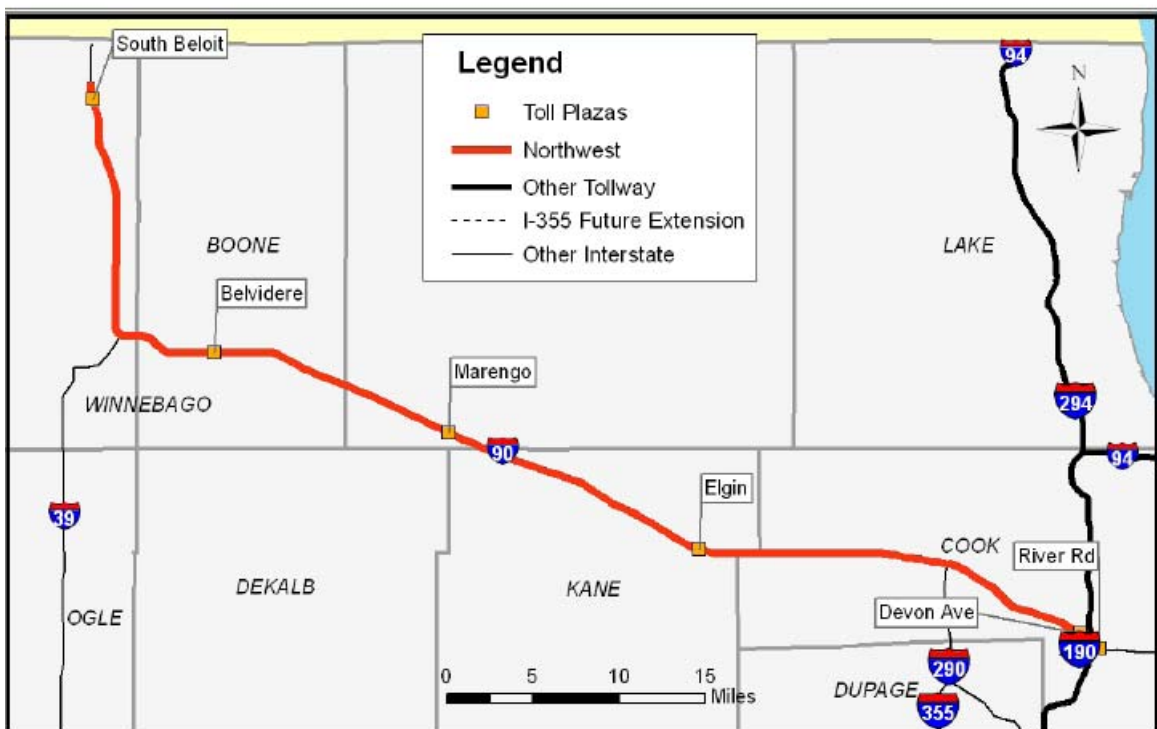 South Beloit
Legend
Toll Plazas
Northwest
Other Tollway
I-355 Future Extension
Other Interstate
94
N
BOONE
LAKE
Belvidere
Marengo
WINNEBAGO
294
90
94
Elgin
39
COOK
River Rd
DEKALB
KANE
OGLE
Devon Ave
190
290
0 5 10 15
Miles
DUPAGE
355